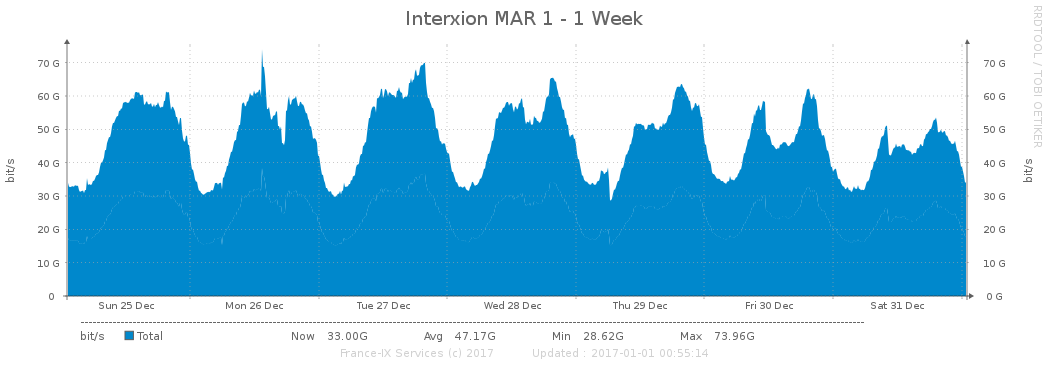 Interxion MAR 1 - 1 Week
RRDTOOL / TOBI OETIKER
bit/s
70 G
60 G
50 G
40 G
30 G
20 G
10 G
0
70 G
60 G
50 G
40 G
30 G
20 G
10 G
0 G
bit/s
Sun 25 Dec Mon 26 Dec Tue 27 Dec Wed 28 Dec Thu 29 Dec Fri 30 Dec Sat 31 Dec
bit/s Total Now 33.00G Avg 47.17G Min 28.62G Max 73.96G
France-IX Services (c) 2017 Updated : 2017-01-01 00:55:14